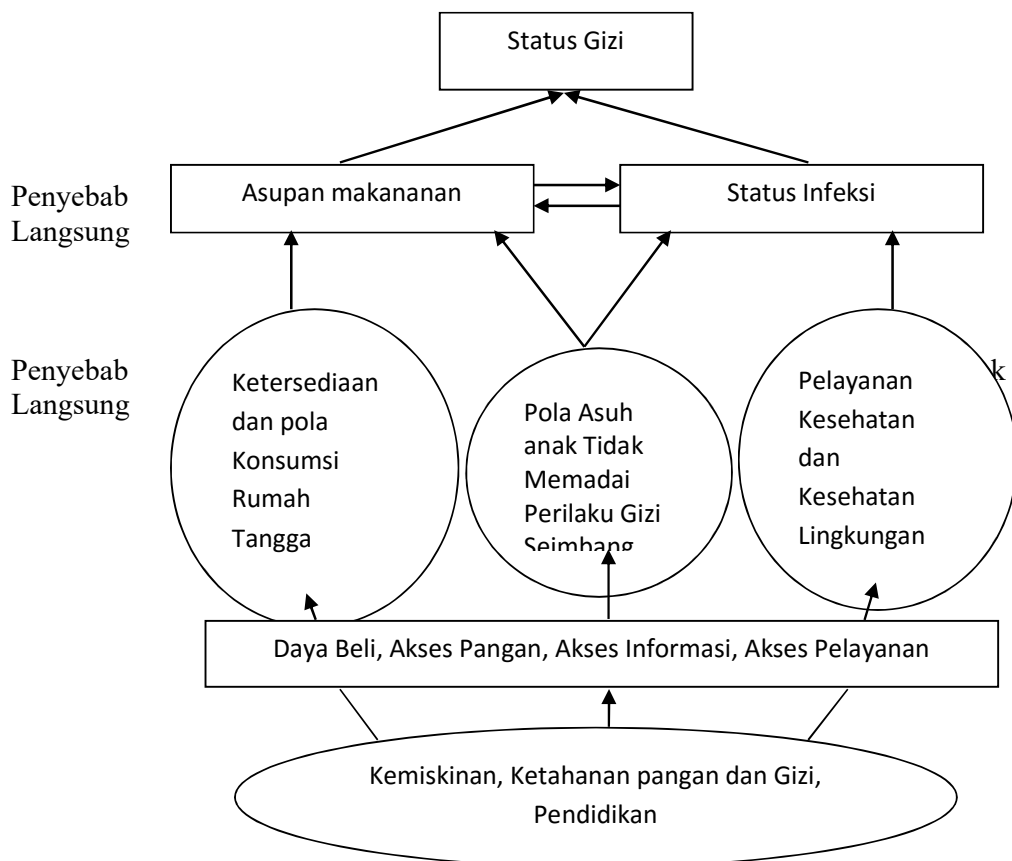 Status Gizi
Penyebab
Langsung
Asupan makananan
Status Infeksi
Penyebab
Langsung
k
Ketersediaan
dan pola
Konsumsi
Rumah
Tangga
Pola Asuh
anak Tidak
Memadai
Perilaku Gizi
Seimbang
Pelayanan
Kesehatan
dan
Kesehatan
Lingkungan
Daya Beli, Akses Pangan, Akses Informasi, Akses Pelayanan
Kemiskinan, Ketahanan pangan dan Gizi,
Pendidikan